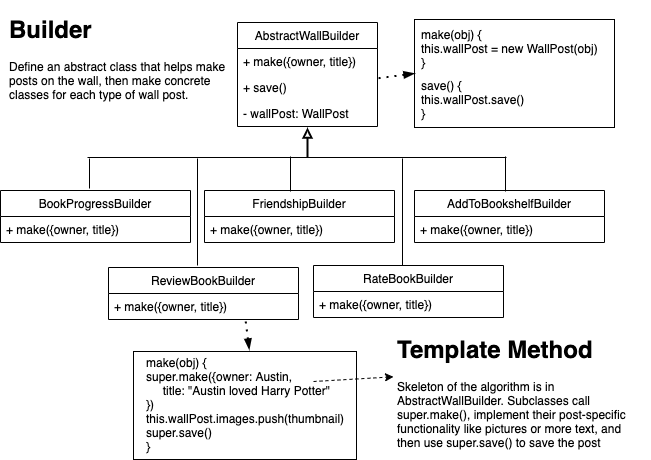 Builder
Define an abstract class that helps make
posts on the wall, then make concrete
classes for each type of wall post.
AbstractWallBuilder
+ make({owner, title})
+ save()
- wallPost: WallPost
make(obj) {
this.wallPost = new WallPost(obj)
}
save() {
this.wallPost.save()
}
BookProgressBuilder
+ make({owner, title})
FriendshipBuilder
+ make({owner, title})
AddToBookshelfBuilder
+ make({owner, title})
ReviewBookBuilder
+ make({owner, title})
RateBookBuilder
+ make({owner, title})
make(obj) {
super.make({owner: Austin,
title: "Austin loved Harry Potter"
})
this.wallPost.images.push(thumbnail)
super.save()
}
Template Method
Skeleton of the algorithm is in
AbstractWallBuilder. Subclasses call
super.make(), implement their post-specific
functionality like pictures or more text, and
then use super.save() to save the post